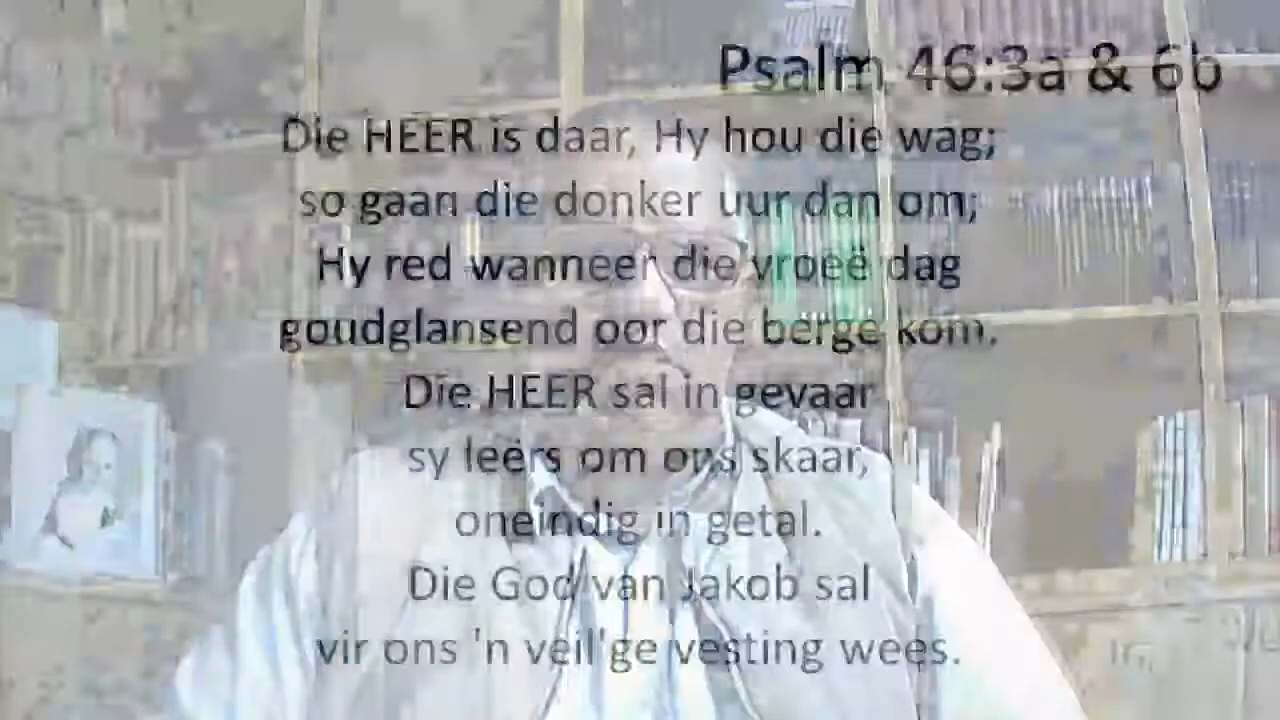 Psalm 46:3a & 6b
Die HEER is daar, Hy hou die wag;
so gaan die donker uur dan om;
Hy red wanneer die vroeë dag
goudglansend oor die berge kom.
Die HEER sal in gevaar
sy leërs om ons skaar,
oneindig in getal.
Die God van Jakob sal
vir ons 'n veil'ge vesting wees.